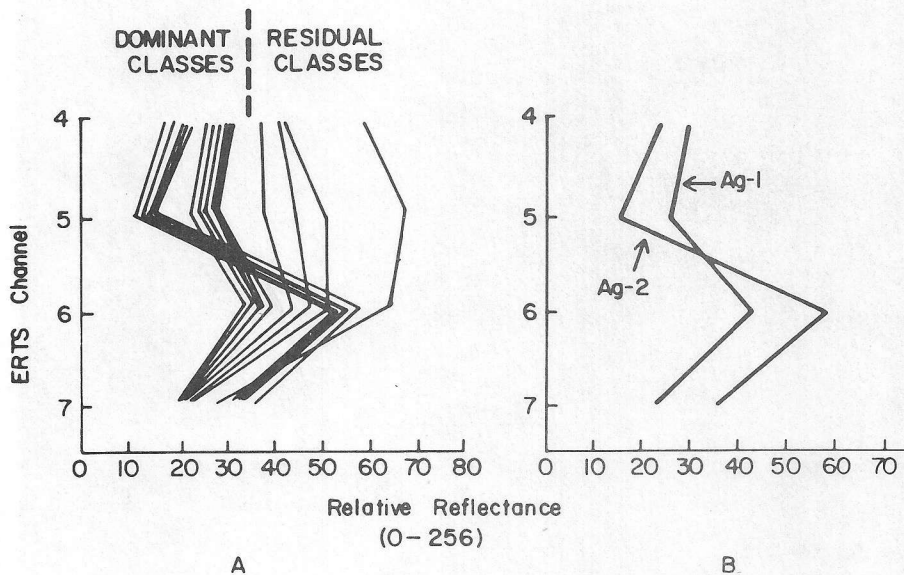 DOMINANT CLASSES
RESIDUAL CLASSES
ERTS Channel
4
5
6
7
0 10 20 30 40 50 60 70 80
A
4
5
6
7
Ag-1
Ag-2
0 10 20 30 40 50 60 70
B
Relative Reflectance
(0-256)